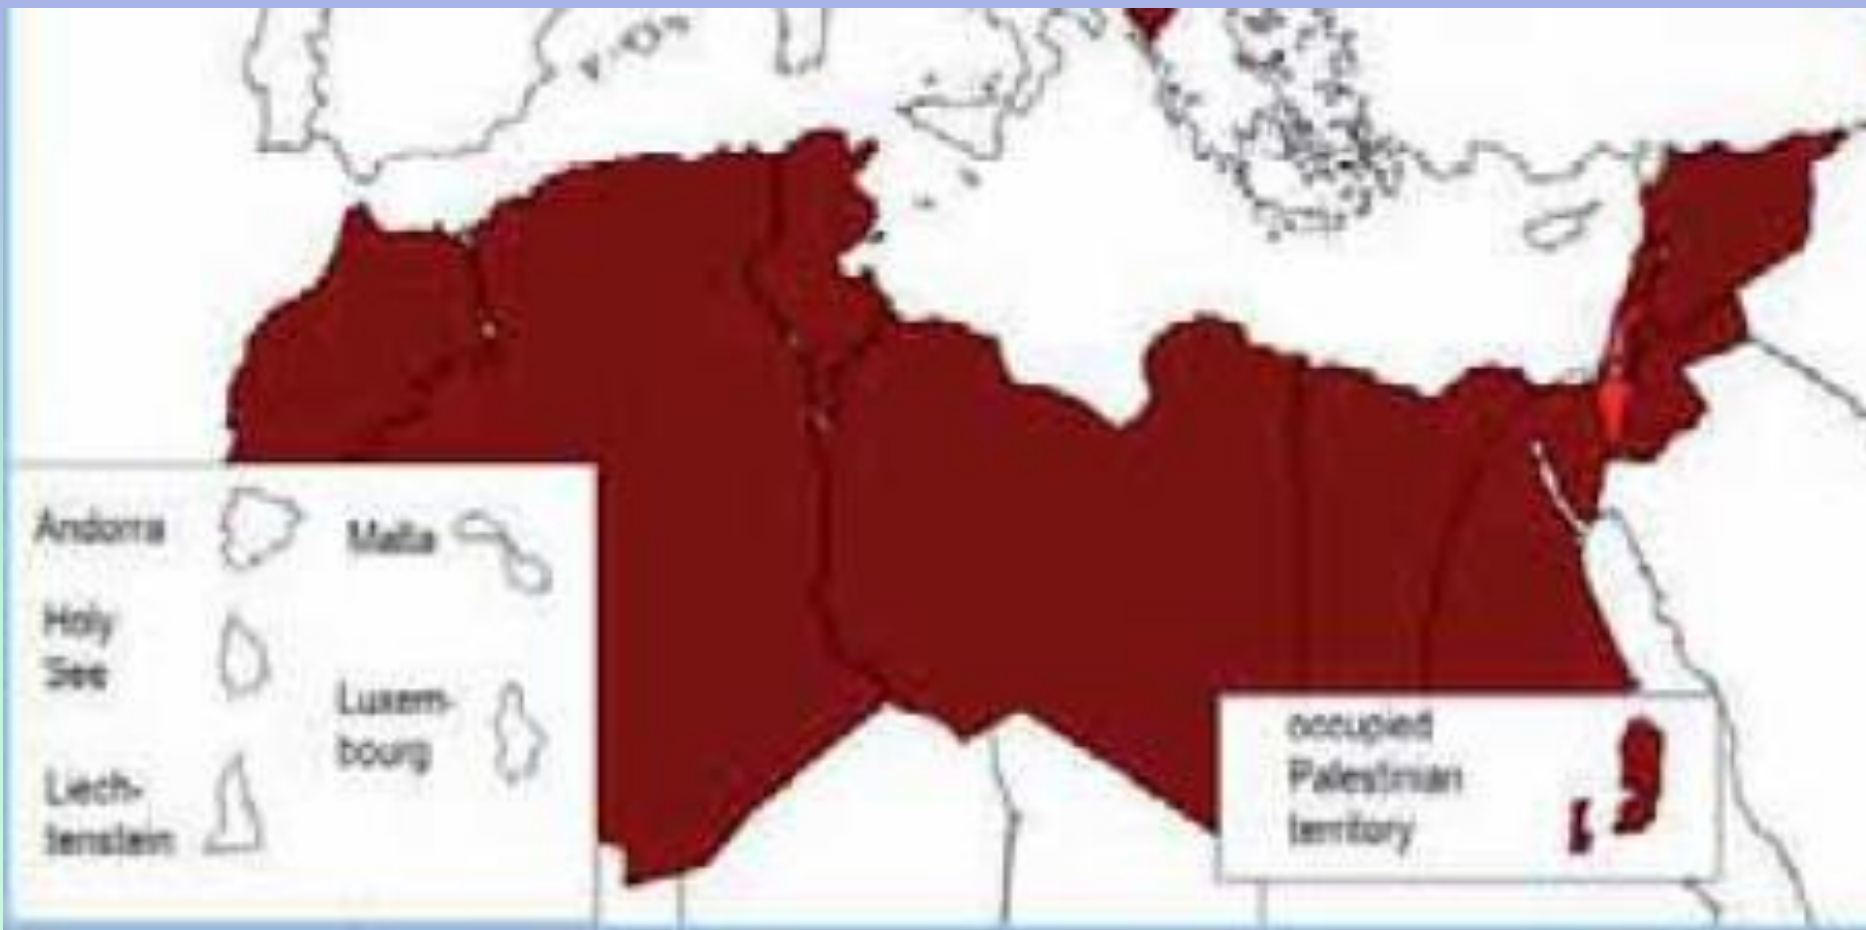 Andorra
Malta
Holy
See
Luxem-
bourg
Liech-
tenstein
occupied
Palestinian
territory